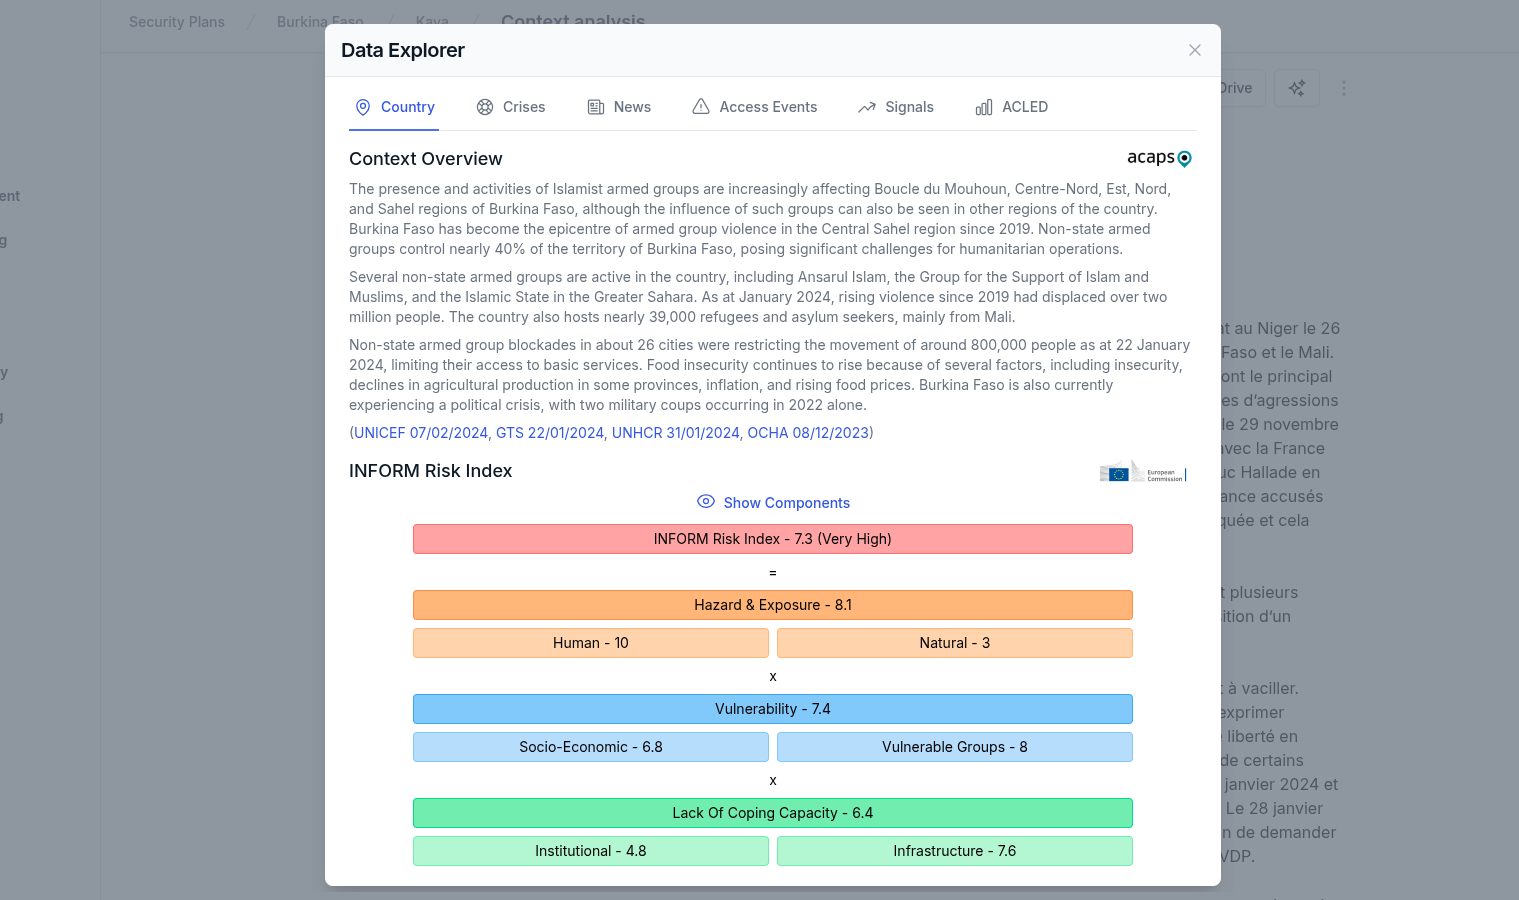 Security Plans / Burkina Faso / Kaya / Context analysis
Data Explorer
Drive
Country Crises News Access Events Signals ACLED
Context Overview
acaps
The presence and activities of Islamist armed groups are increasingly affecting Boucle du Mouhoun, Centre-Nord, Est, Nord,
and Sahel regions of Burkina Faso, although the influence of such groups can also be seen in other regions of the country.
Burkina Faso has become the epicentre of armed group violence in the Central Sahel region since 2019. Non-state armed
groups control nearly 40% of the territory of Burkina Faso, posing significant challenges for humanitarian operations.
Several non-state armed groups are active in the country, including Ansarul Islam, the Group for the Support of Islam and
Muslims, and the Islamic State in the Greater Sahara. As at January 2024, rising violence since 2019 had displaced over two
million people. The country also hosts nearly 39,000 refugees and asylum seekers, mainly from Mali.
Non-state armed group blockades in about 26 cities were restricting the movement of around 800,000 people as at 22 January
2024, limiting their access to basic services. Food insecurity continues to rise because of several factors, including insecurity,
declines in agricultural production in some provinces, inflation, and rising food prices. Burkina Faso is also currently
experiencing a political crisis, with two military coups occurring in 2022 alone.
(UNICEF 07/02/2024, GTS 22/01/2024, UNHCR 31/01/2024, OCHA 08/12/2023)
INFORM Risk Index
European
Commission
Show Components
INFORM Risk Index - 7.3 (Very High)
=
Hazard & Exposure - 8.1
Human - 10
Natural - 3
x
Vulnerability - 7.4
Socio-Economic - 6.8
Vulnerable Groups - 8
x
Lack Of Coping Capacity - 6.4
Institutional - 4.8
Infrastructure - 7.6
au Niger le 26
Faso et le Mali.
ont le principal
d'agressions
le 29 novembre
avec la France
Hallade en
accusés
et cela
plusieurs
d'un
à vaciller.
exprimer
liberté en
de certains
janvier 2024 et
Le 28 janvier
de demander
VDP.